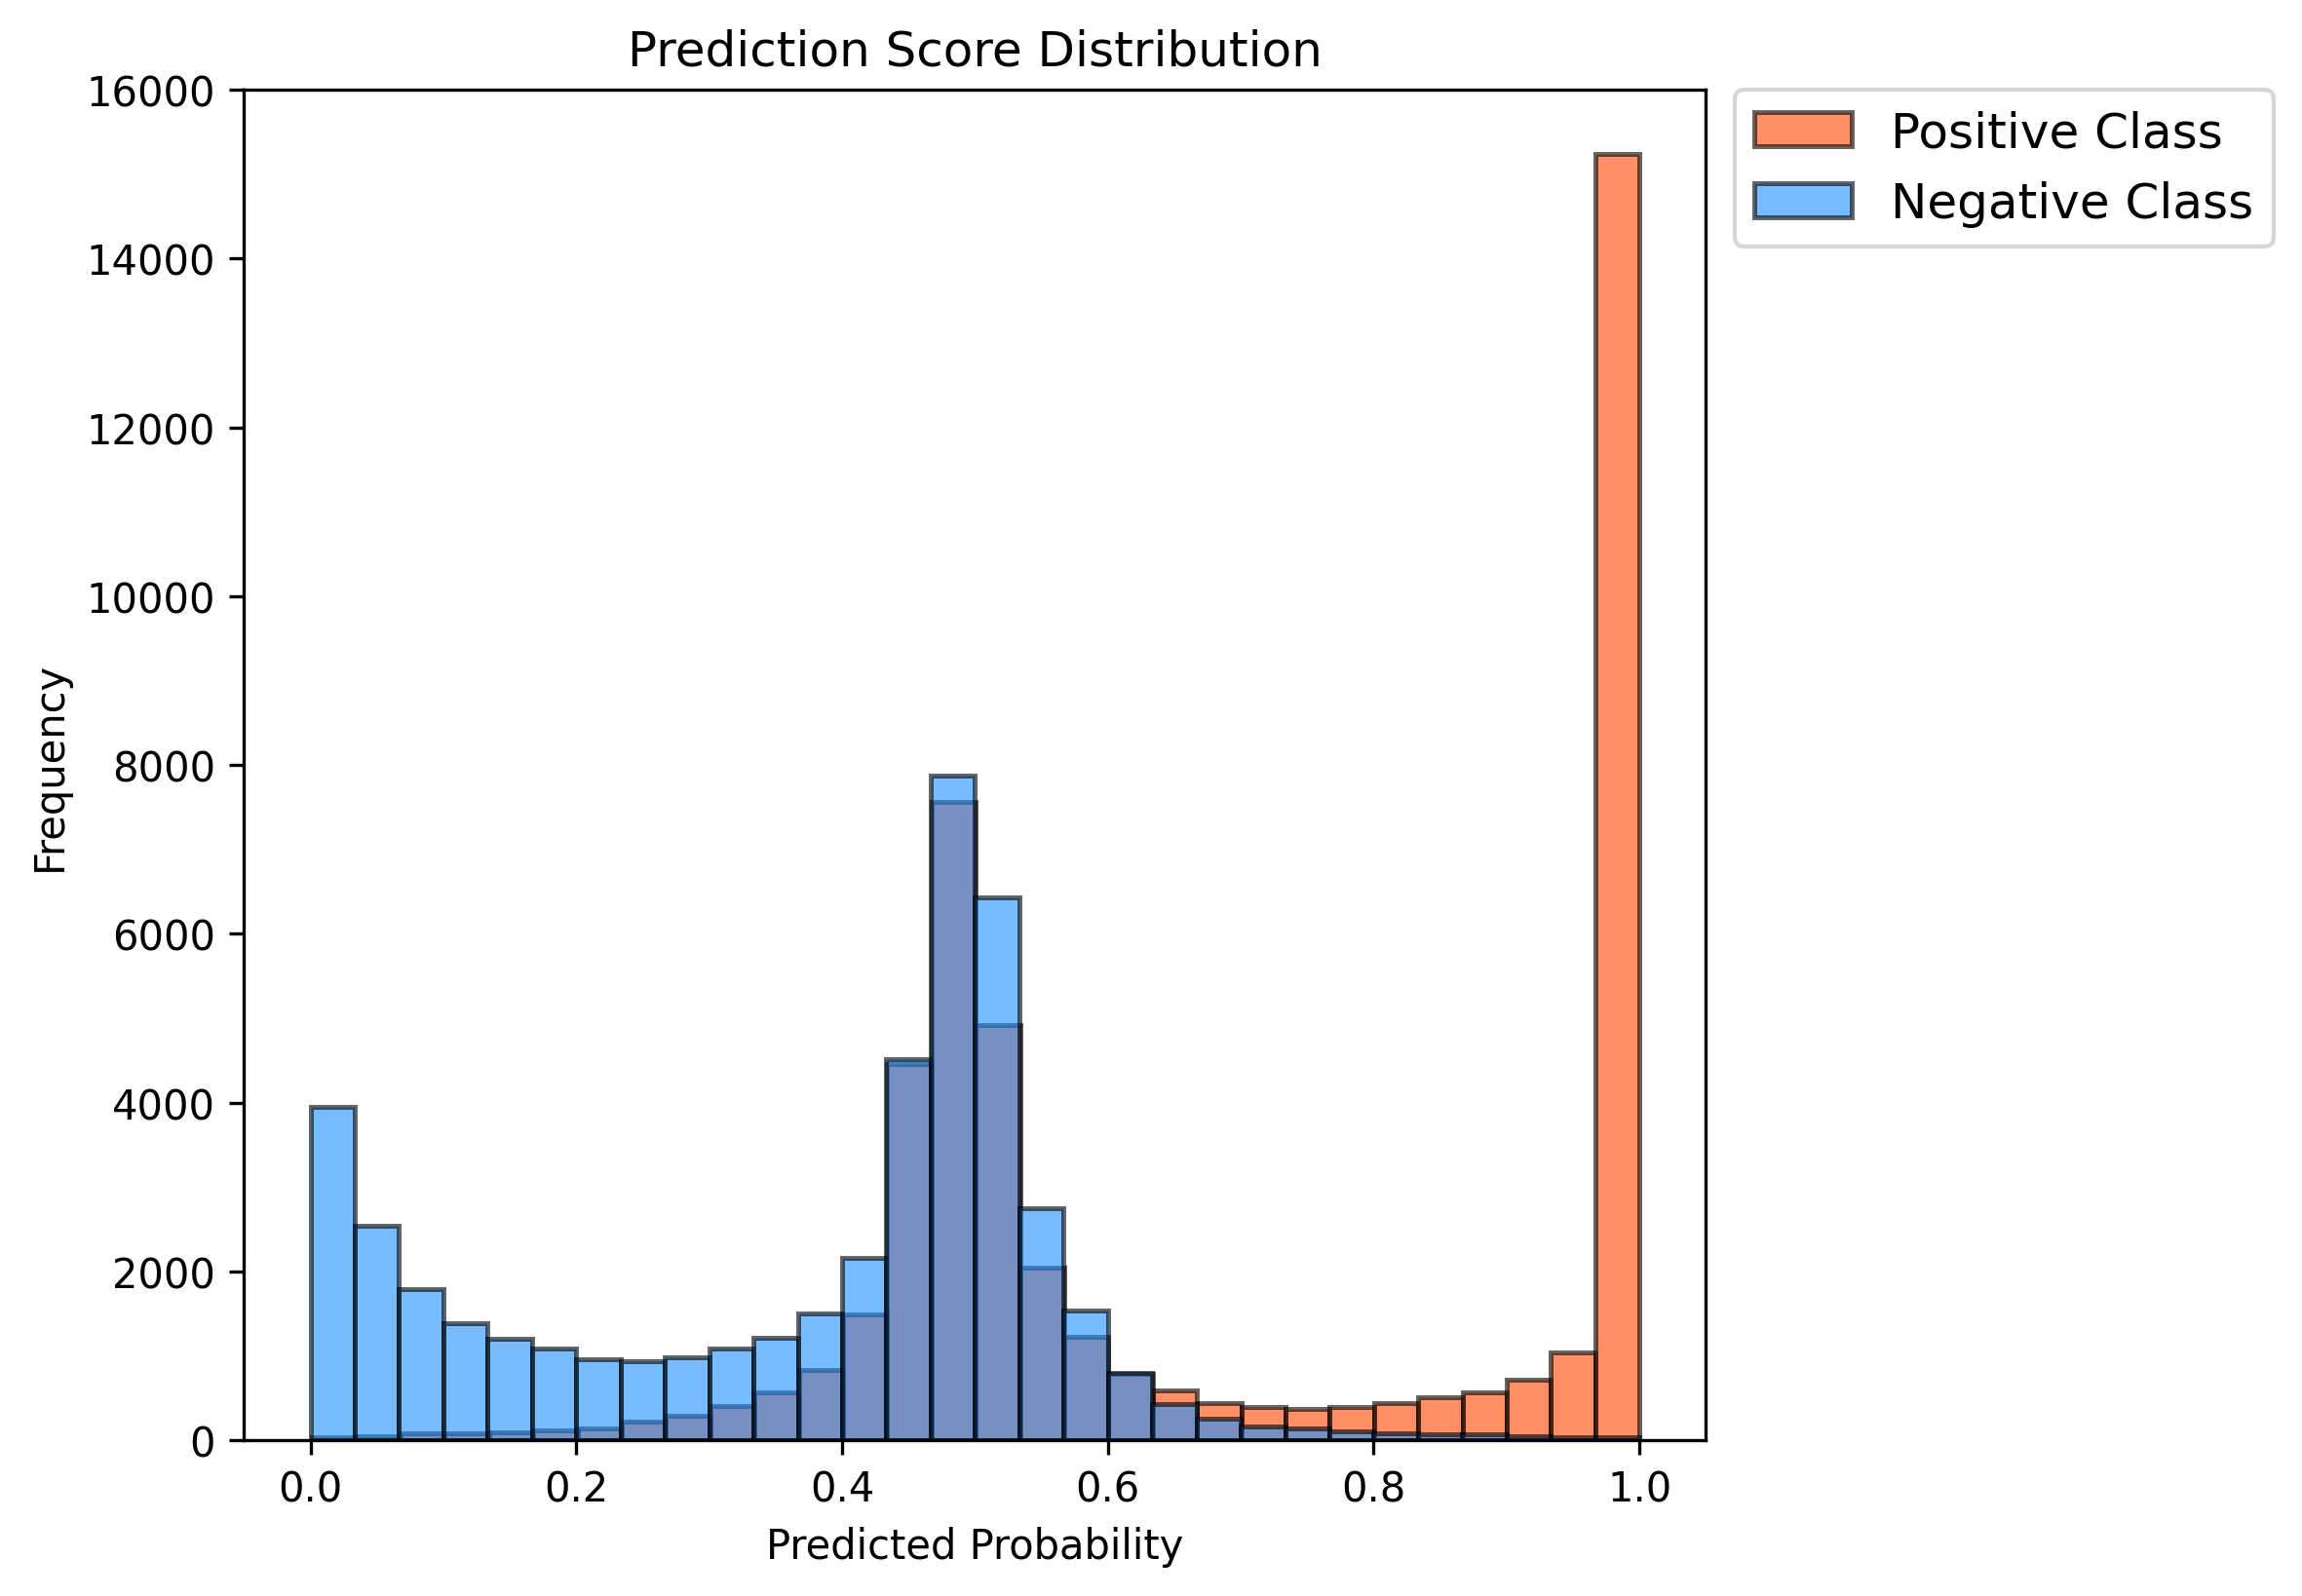 Prediction Score Distribution
16000
14000
12000
10000
8000
6000
4000
2000
0
Frequency
0.0 0.2 0.4 0.6 0.8 1.0
Predicted Probability
Positive Class
Negative Class